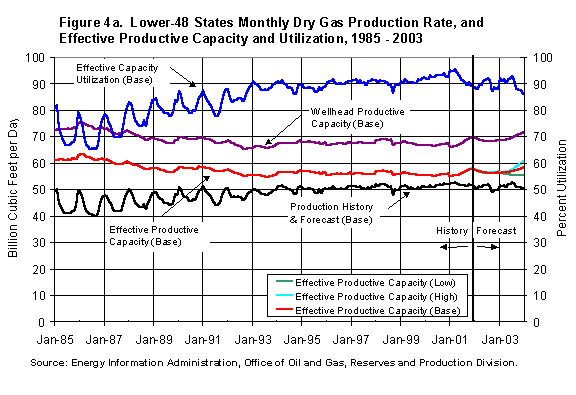 Figure 4a. Lower-48 States Monthly Dry Gas Production Rate, and
Effective Productive Capacity and Utilization, 1985 - 2003
100
90
80
70
60
50
40
30
20
10
0
Billion Cubic Feet per Day
100
90
80
70
60
50
40
30
20
10
0
Percent Utilization
Effective Capacity
Utilization (Base)
Wellhead Productive
Capacity (Base)
Effective Productive
Capacity (Base)
Production History
& Forecast (Base)
History
Forecast
Effective Productive Capacity (Low)
Effective Productive Capacity (High)
Effective Productive Capacity (Base)
Jan-85 Jan-87 Jan-89 Jan-91 Jan-93 Jan-95 Jan-97 Jan-99 Jan-01 Jan-03
Source: Energy Information Administration, Office of Oil and Gas, Reserves and Production Division.